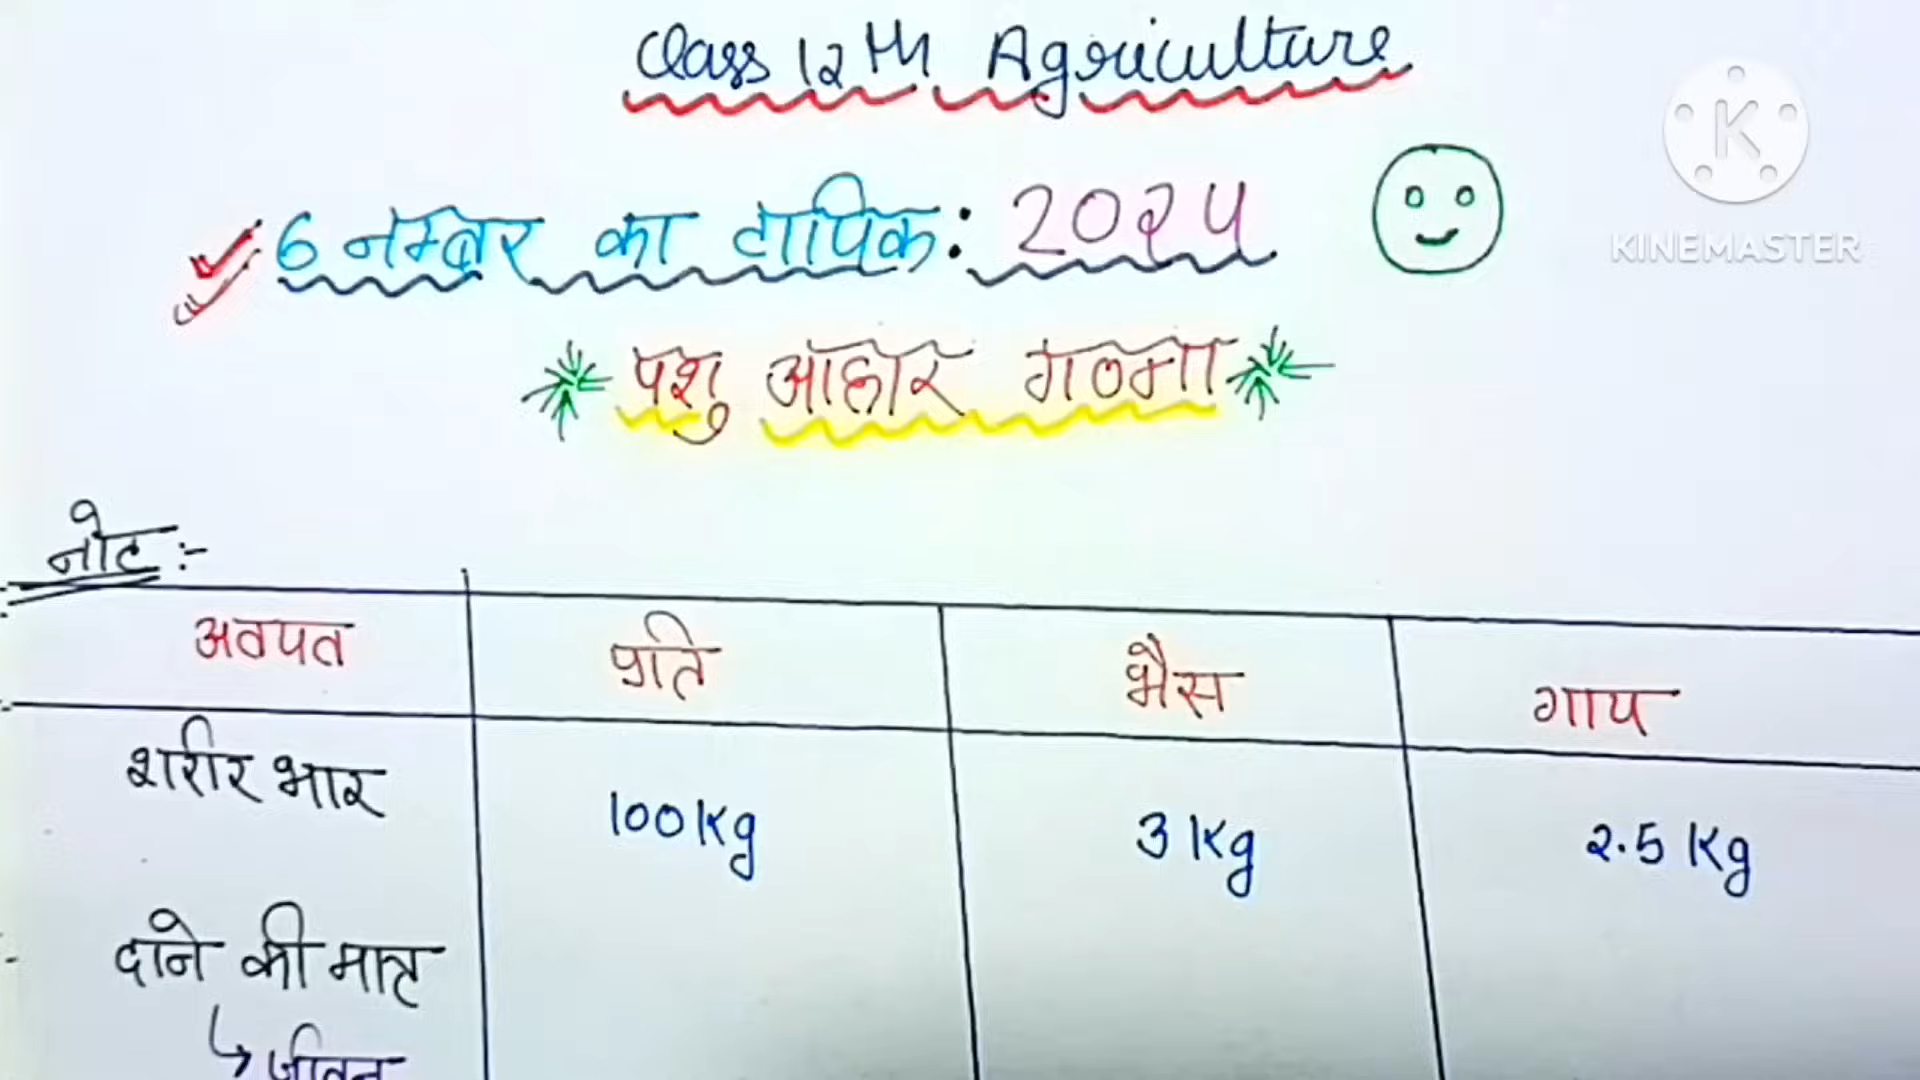 Class 12th Agriculture
6 नम्बर का टापिक: 2024
KINEMASTER
पशु आहार गणना
नोट :-
अवयव प्रति भैस गाय
शरीर भार 100 Kg 3 Kg 2.5 Kg
दाने की मात्र
↳ जीवन